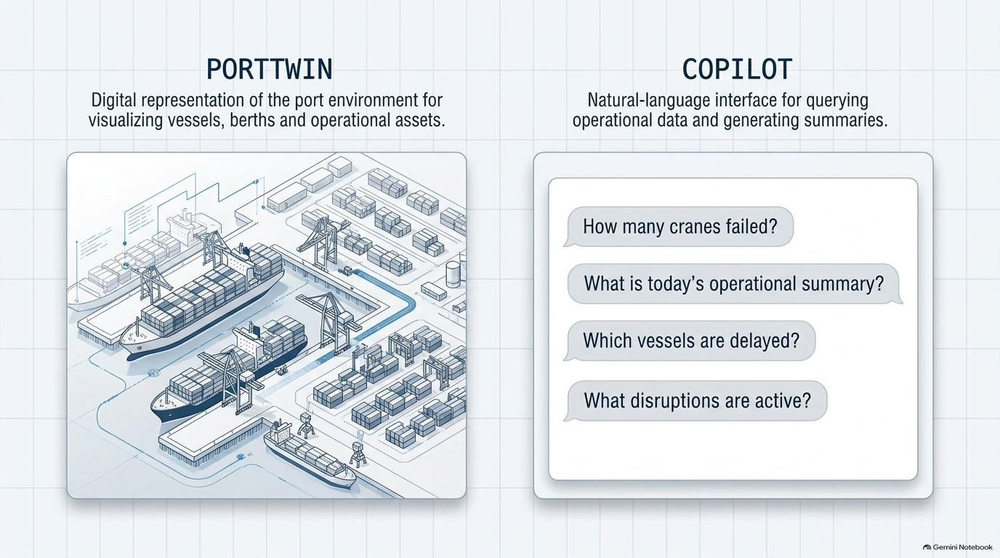 PORTTWIN
Digital representation of the port environment for
visualizing vessels, berths and operational assets.
COPILOT
Natural-language interface for querying
operational data and generating summaries.
How many cranes failed?
What is today's operational summary?
Which vessels are delayed?
What disruptions are active?
Gemini Notebook